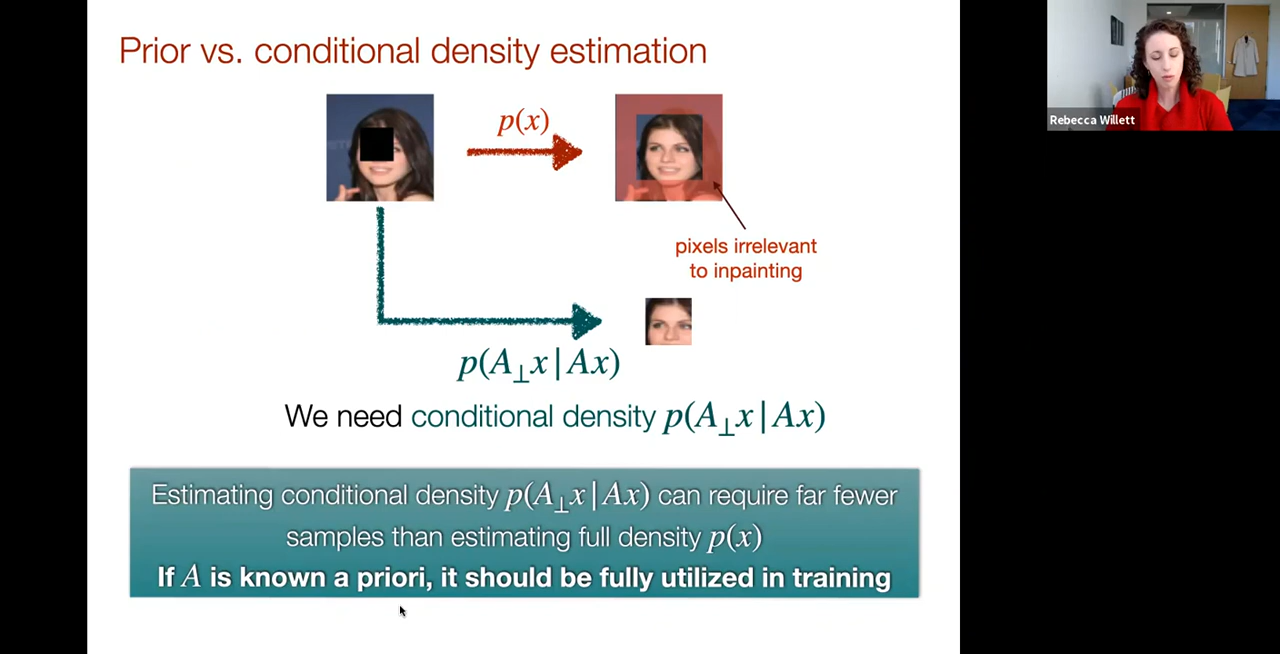 Prior vs. conditional density estimation
p(x)
pixels irrelevant
to inpainting
p(A⊥x|Ax)
We need conditional density p(A⊥x|Ax)
Estimating conditional density p(A⊥x|Ax) can require far fewer
samples than estimating full density p(x)
If A is known a priori, it should be fully utilized in training
Rebecca Willett